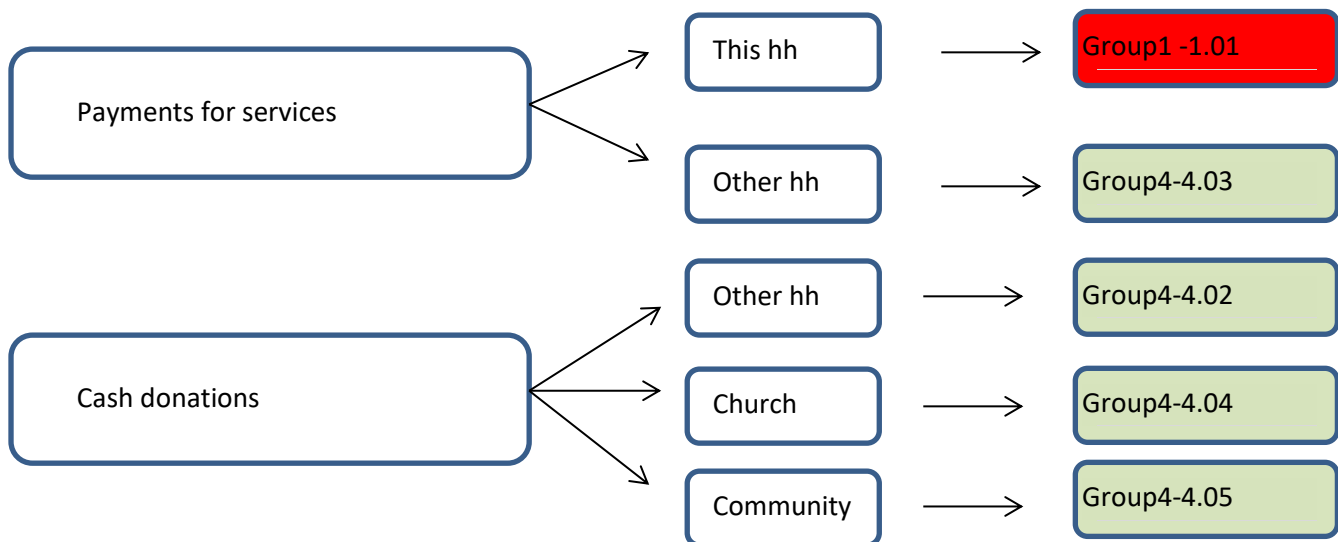 Payments for services
This hh
Group1 -1.01
Other hh
Group4-4.03
Cash donations
Other hh
Group4-4.02
Church
Group4-4.04
Community
Group4-4.05